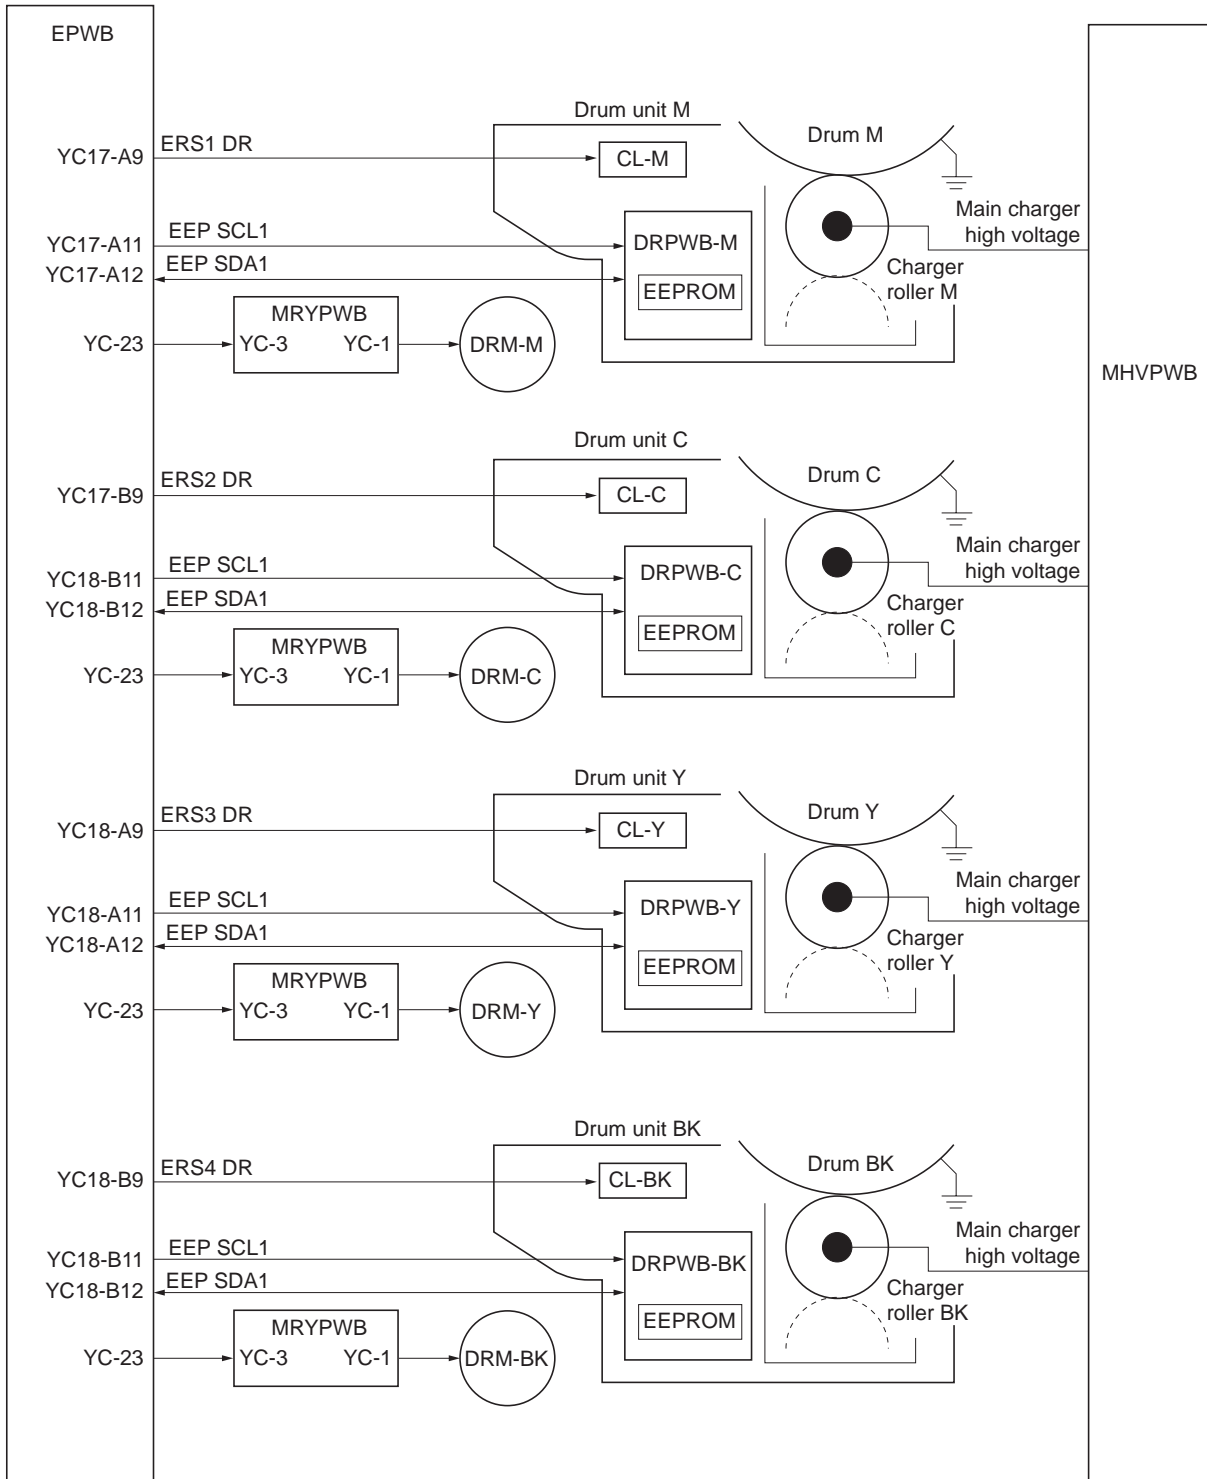 EPWB
MHVPWB
Drum unit M
YC17-A9
ERS1 DR
CL-M
Drum M
YC17-A11
EEP SCL1
YC17-A12
EEP SDA1
DRPWB-M
EEPROM
Main charger
high voltage
Charger
roller M
YC-23
MRYPWB
YC-3 YC-1
DRM-M
Drum unit C
YC17-B9
ERS2 DR
CL-C
Drum C
YC18-B11
EEP SCL1
YC18-B12
EEP SDA1
DRPWB-C
EEPROM
Main charger
high voltage
Charger
roller C
YC-23
MRYPWB
YC-3 YC-1
DRM-C
Drum unit Y
YC18-A9
ERS3 DR
CL-Y
Drum Y
YC18-A11
EEP SCL1
YC18-A12
EEP SDA1
DRPWB-Y
EEPROM
Main charger
high voltage
Charger
roller Y
YC-23
MRYPWB
YC-3 YC-1
DRM-Y
Drum unit BK
YC18-B9
ERS4 DR
CL-BK
Drum BK
YC18-B11
EEP SCL1
YC18-B12
EEP SDA1
DRPWB-BK
EEPROM
Main charger
high voltage
Charger
roller BK
YC-23
MRYPWB
YC-3 YC-1
DRM-BK